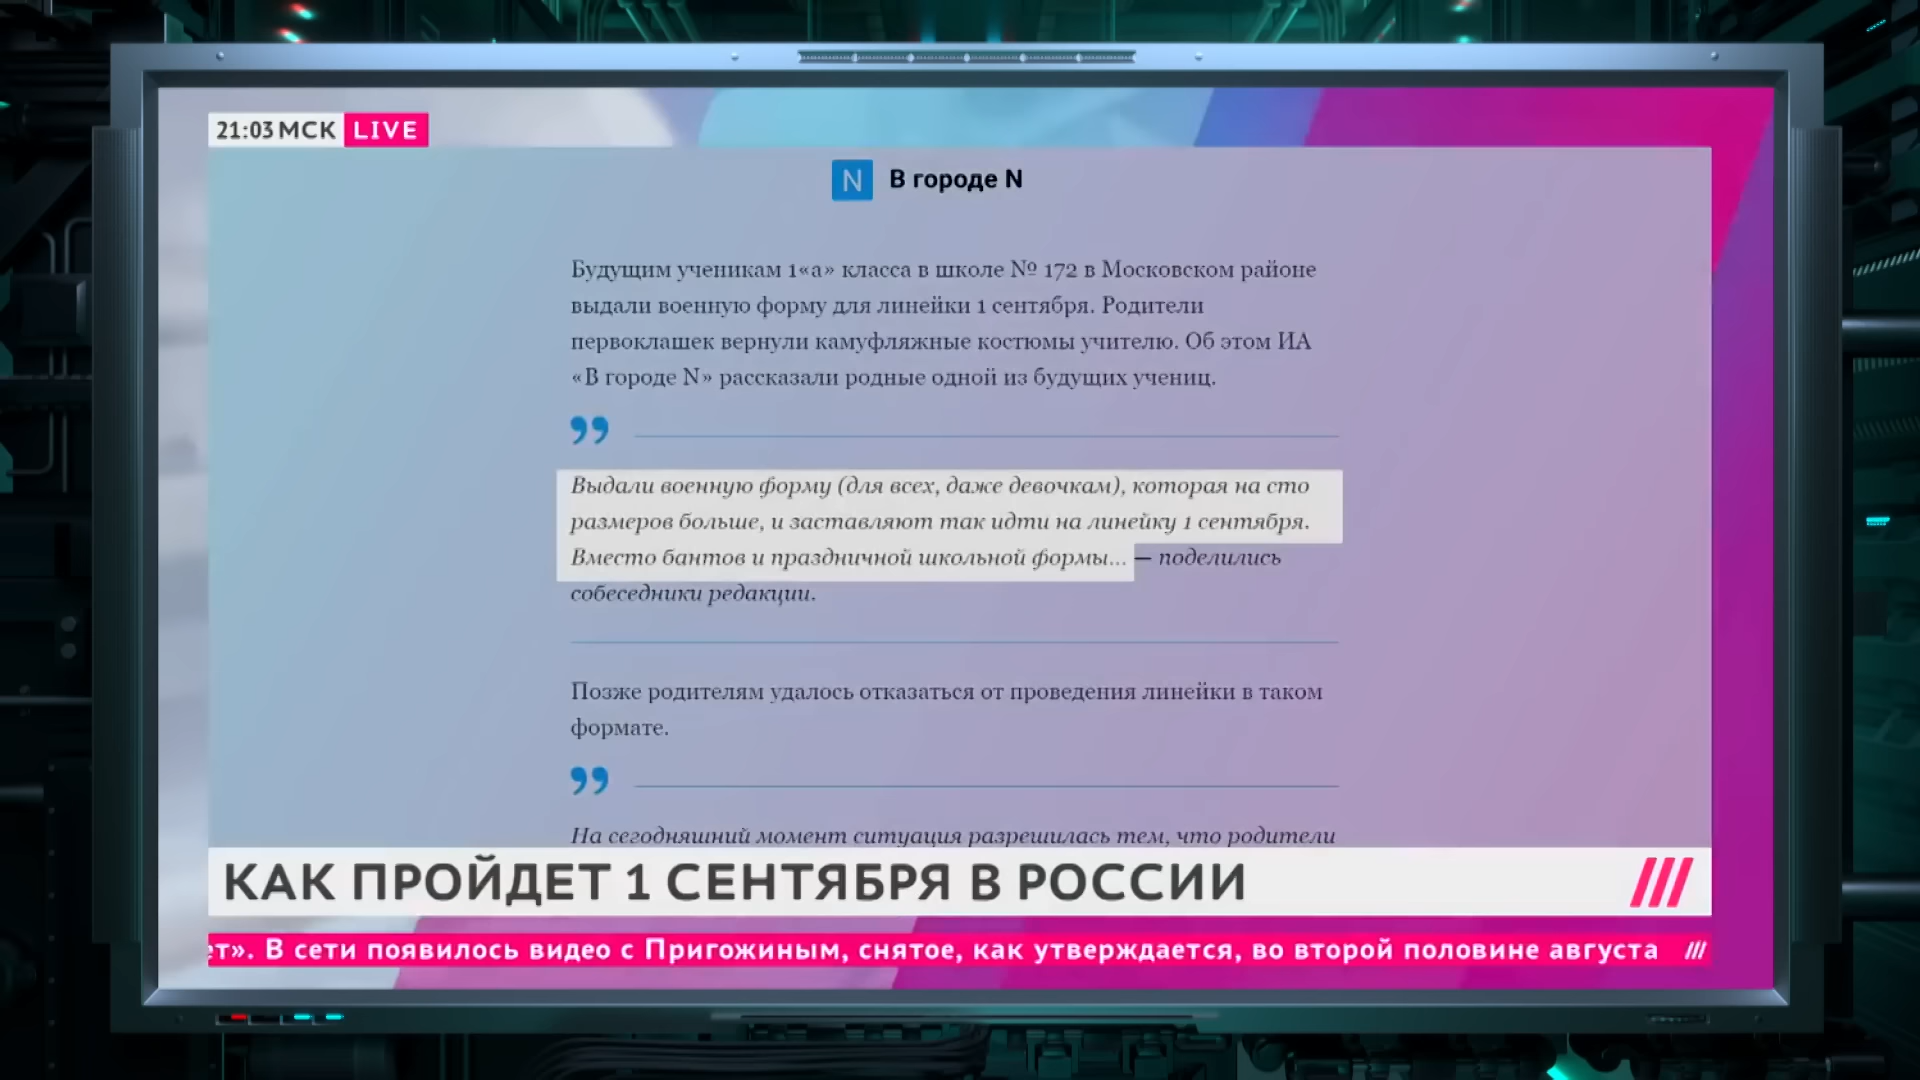 21:03 МСК LIVE
N В городе N
Будущим ученикам 1«а» класса в школе № 172 в Московском районе
выдали военную форму для линейки 1 сентября. Родители
первоклашек вернули камуфляжные костюмы учителю. Об этом ИА
«В городе N» рассказали родные одной из будущих учениц.
Выдали военную форму (для всех, даже девочкам), которая на сто
размеров больше, и заставляют так идти на линейку 1 сентября.
Вместо бантов и праздничной школьной формы... — поделились
собеседники редакции.
Позже родителям удалось отказаться от проведения линейки в таком
формате.
На сегодняшний момент ситуация разрешилась тем, что родители
КАК ПРОЙДЕТ 1 СЕНТЯБРЯ В РОССИИ
ет». В сети появилось видео с Пригожиным, снятое, как утверждается, во второй половине августа